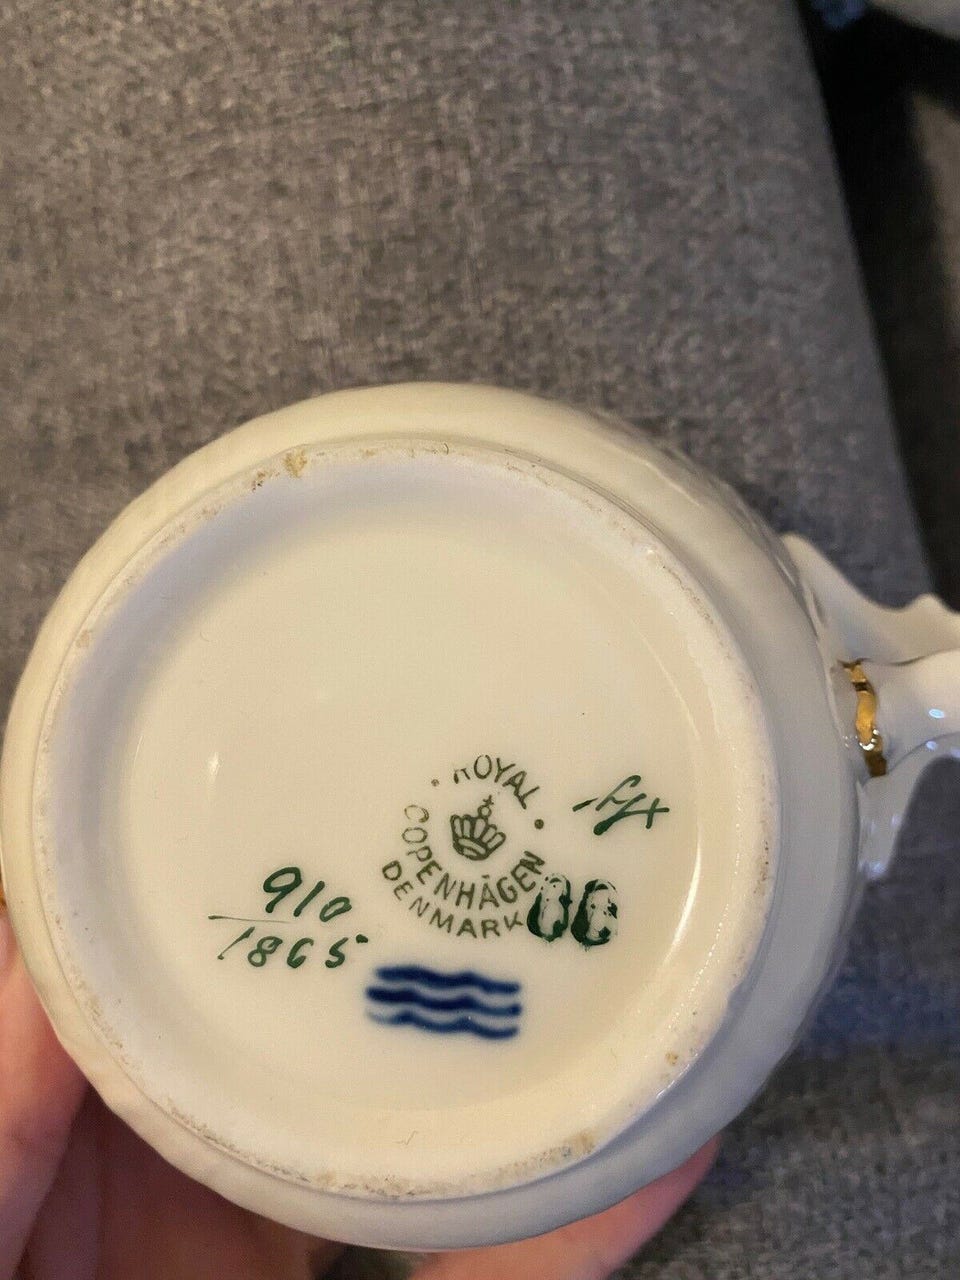 ROYAL
COPENHAGEN
DENMARK
910
1865